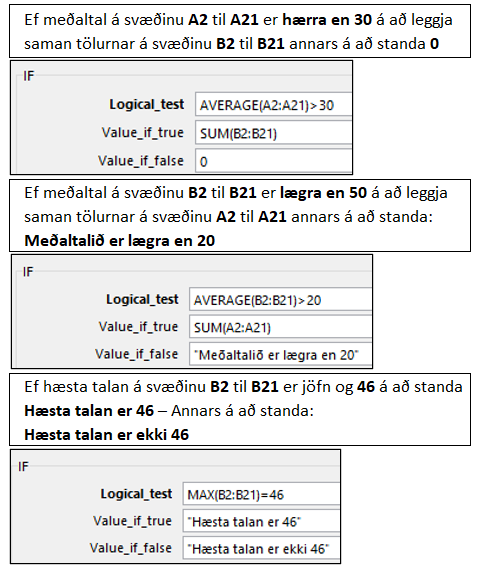 Ef meðaltal á svæðinu A2 til A21 er hærra en 30 á að leggja
saman tölurnar á svæðinu B2 til B21 annars á að standa 0
IF
Logical_test AVERAGE(A2:A21)>30
Value_if_true SUM(B2:B21)
Value_if_false 0
Ef meðaltal á svæðinu B2 til B21 er lægra en 50 á að leggja
saman tölurnar á svæðinu A2 til A21 annars á að standa:
Meðaltalið er lægra en 20
IF
Logical_test AVERAGE(B2:B21)>20
Value_if_true SUM(A2:A21)
Value_if_false "Meðaltalið er lægra en 20"
Ef hæsta talan á svæðinu B2 til B21 er jöfn og 46 á að standa
Hæsta talan er 46 – Annars á að standa:
Hæsta talan er ekki 46
IF
Logical_test MAX(B2:B21)=46
Value_if_true "Hæsta talan er 46"
Value_if_false "Hæsta talan er ekki 46"